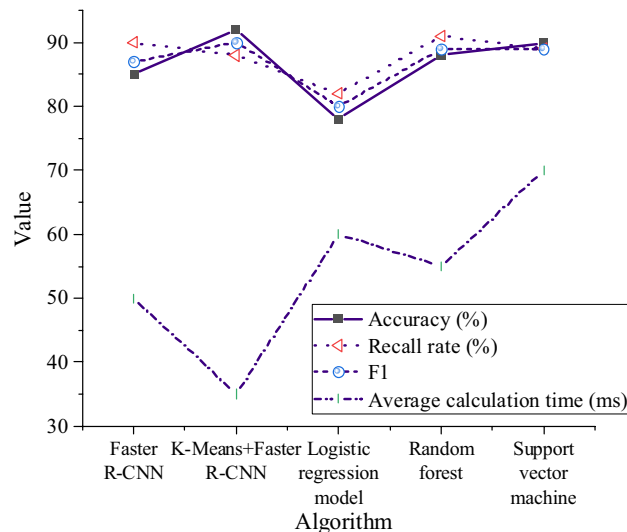 90
80
70
60
50
40
30
Value
Accuracy (%)
Recall rate (%)
F1
Average calculation time (ms)
Faster
R-CNN
K-Means+Faster
R-CNN
Logistic
regression
model
Random
forest
Support
vector
machine
Algorithm